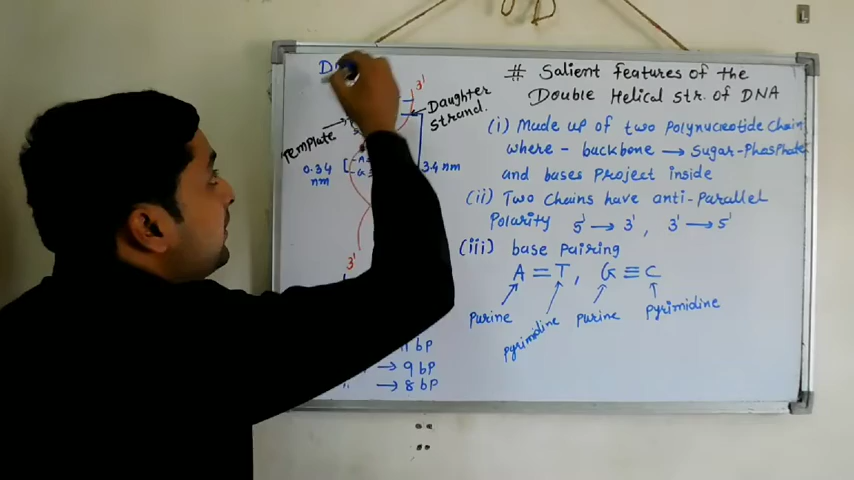 # Salient Features of the
Double Helical Str. of DNA
(i) Made up of two Polynucleotide Chain
where - backbone → Sugar-Phosphate
and bases Project inside
(ii) Two Chains have anti-Parallel
Polarity 5' → 3', 3' → 5'
(iii) base Pairing
A = T, G ≡ C
Purine Pyrimidine Purine Pyrimidine
3'
Daughter
Strand.
Template
0.34
nm
3.4 nm
3'
bP
→ 9 bP
→ 8 bP